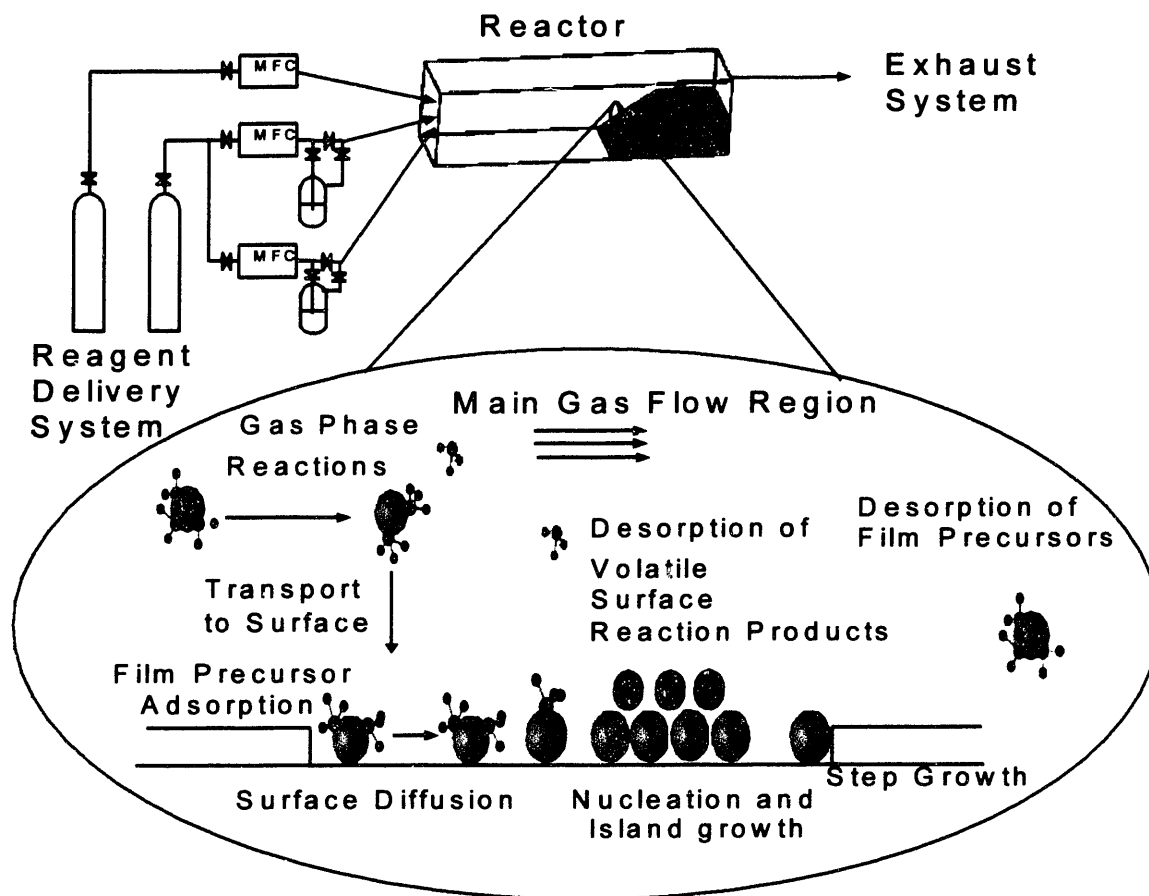 Reactor
MFC
Exhaust
System
MFC
MFC
Reagent
Delivery
System
Main Gas Flow Region
Gas Phase
Reactions
Desorption of
Film Precursors
Desorption of
Volatile
Surface
Reaction Products
Transport
to Surface
Film Precursor
Adsorption
Step Growth
Surface Diffusion
Nucleation and
Island growth